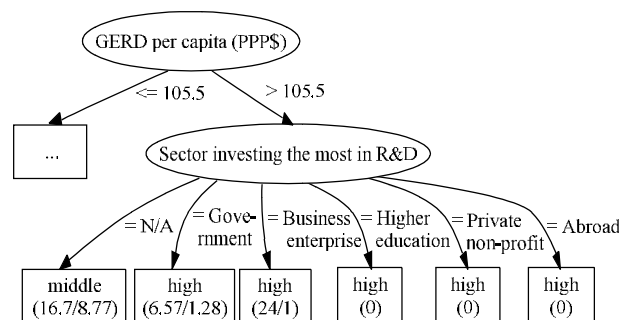 GERD per capita (PPP$)
<= 105.5
> 105.5
...
Sector investing the most in R&D
= N/A
= Gove-
rnment
= Business
enterprise
= Higher
education
= Private
non-profit
= Abroad
middle
(16.7/8.77)
high
(6.57/1.28)
high
(24/1)
high
(0)
high
(0)
high
(0)